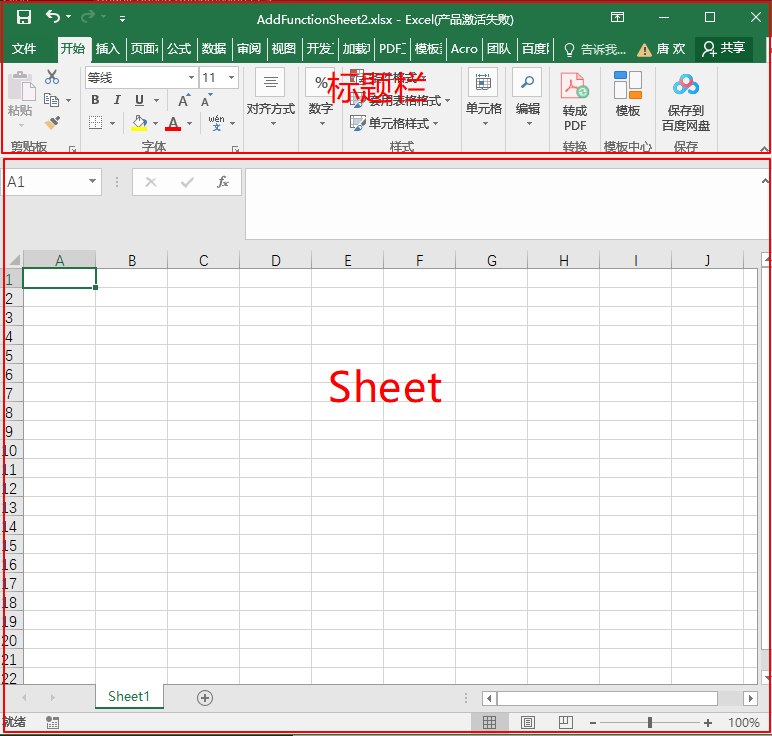 AddFunctionSheet2.xlsx - Excel(产品激活失败)
文件 开始 插入 页面 公式 数据 审阅 视图 开发 加载 PDF 模板 Acro 团队 百度 告诉我... 唐 欢 共享
等线 11
粘贴
B I U A A wén
对齐方式
% 数字
条件格式
套用表格格式
单元格样式
单元格
编辑
转成
PDF
模板
保存到
百度网盘
标题栏
剪贴板 字体 样式 转换 模板中心 保存
A1 fx
A B C D E F G H I J
1
2
3
4
5
6
7
8
9
10
11
12
13
14
15
16
17
18
19
20
21
22
Sheet
Sheet1
就绪 100%